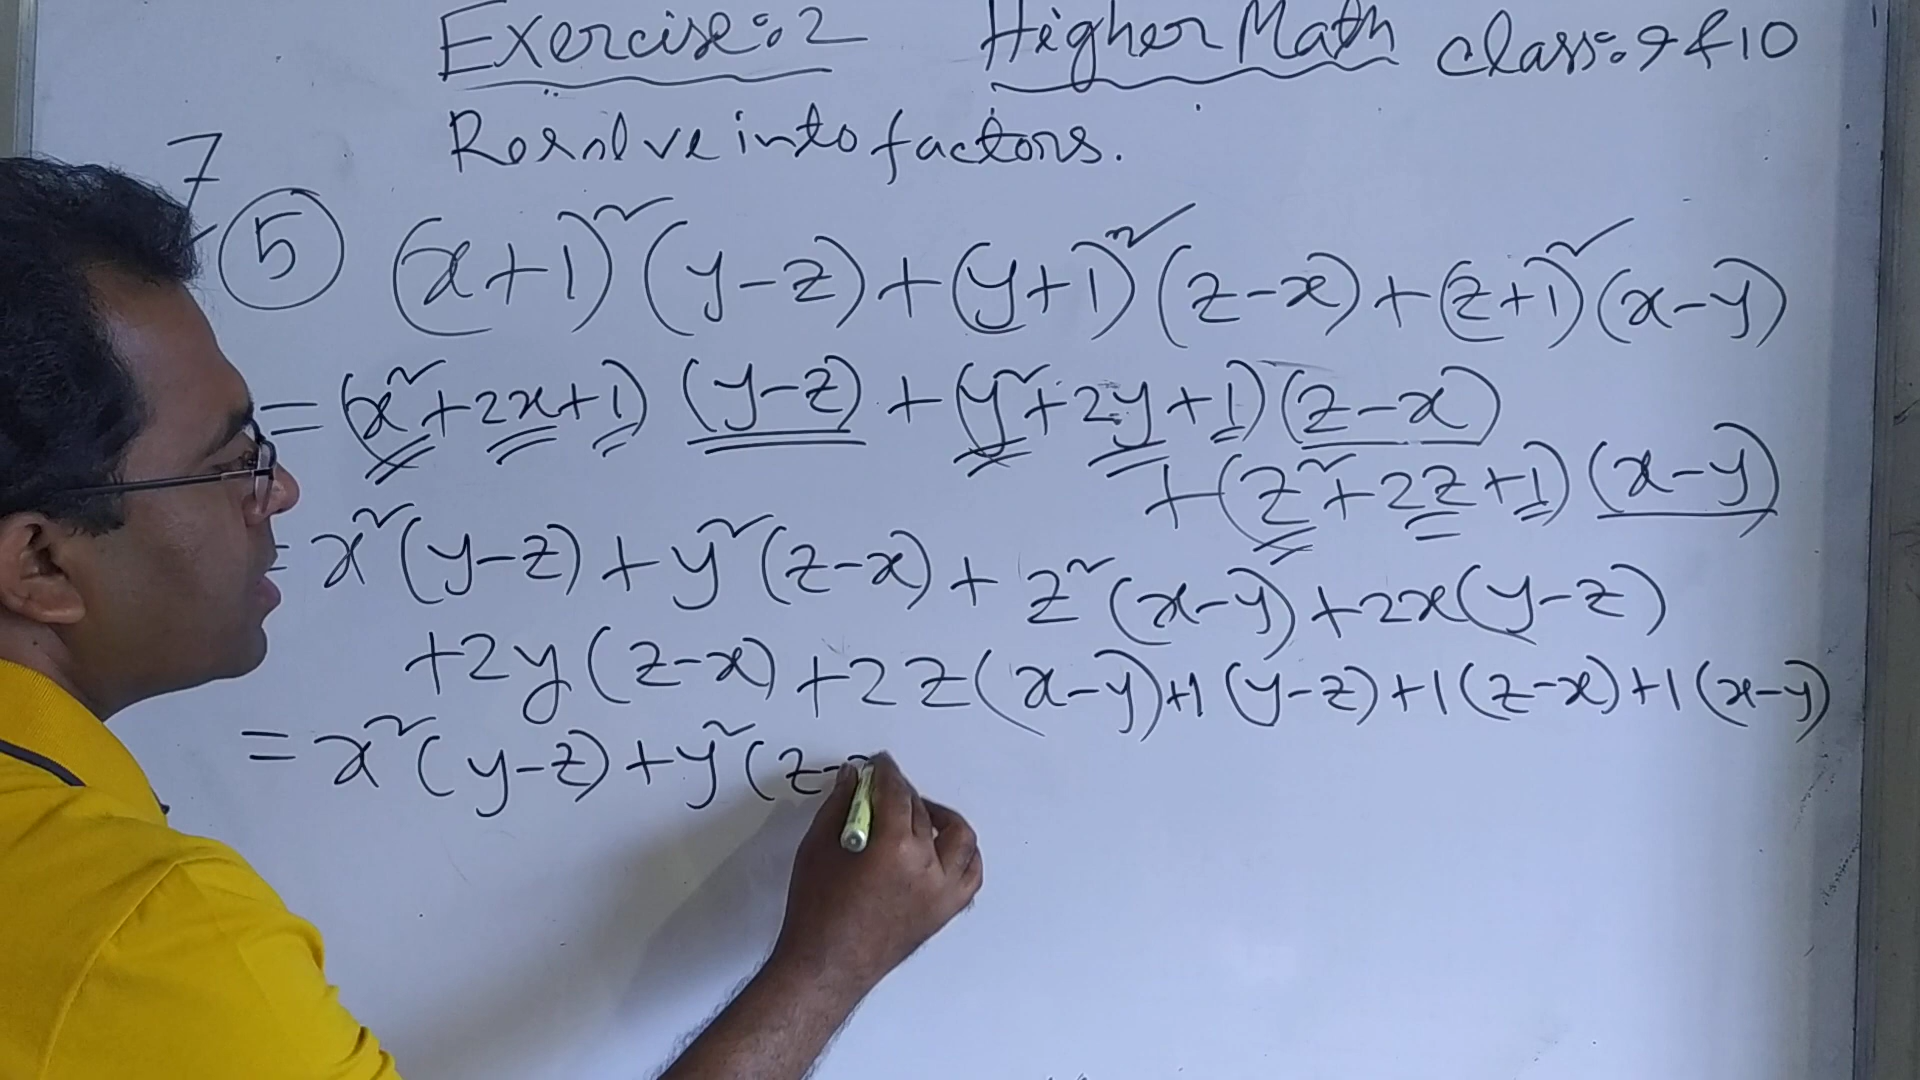 Exercise: 2 Higher Math class: 9 & 10
Resolve into factors.
7
⑤ (x+1)² (y-z) + (y+1)² (z-x) + (z+1)² (x-y)
= (x²+2x+1) (y-z) + (y²+2y+1) (z-x)
+ (z²+2z+1) (x-y)
= x² (y-z) + y² (z-x) + z² (x-y) + 2x (y-z)
+2y (z-x) + 2z (x-y) +1 (y-z) +1 (z-x) +1 (x-y)
= x² (y-z) + y² (z-